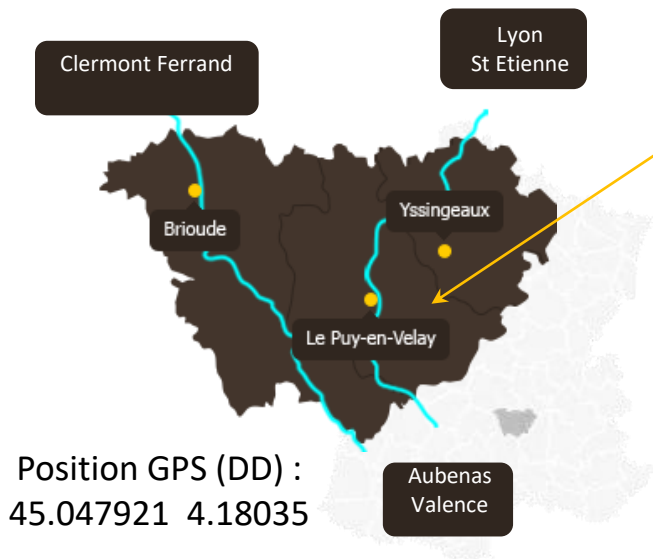 Lyon
St Etienne
Clermont Ferrand
Yssingeaux
Brioude
Le Puy-en-Velay
Position GPS (DD) :
45.047921 4.18035
Aubenas
Valence